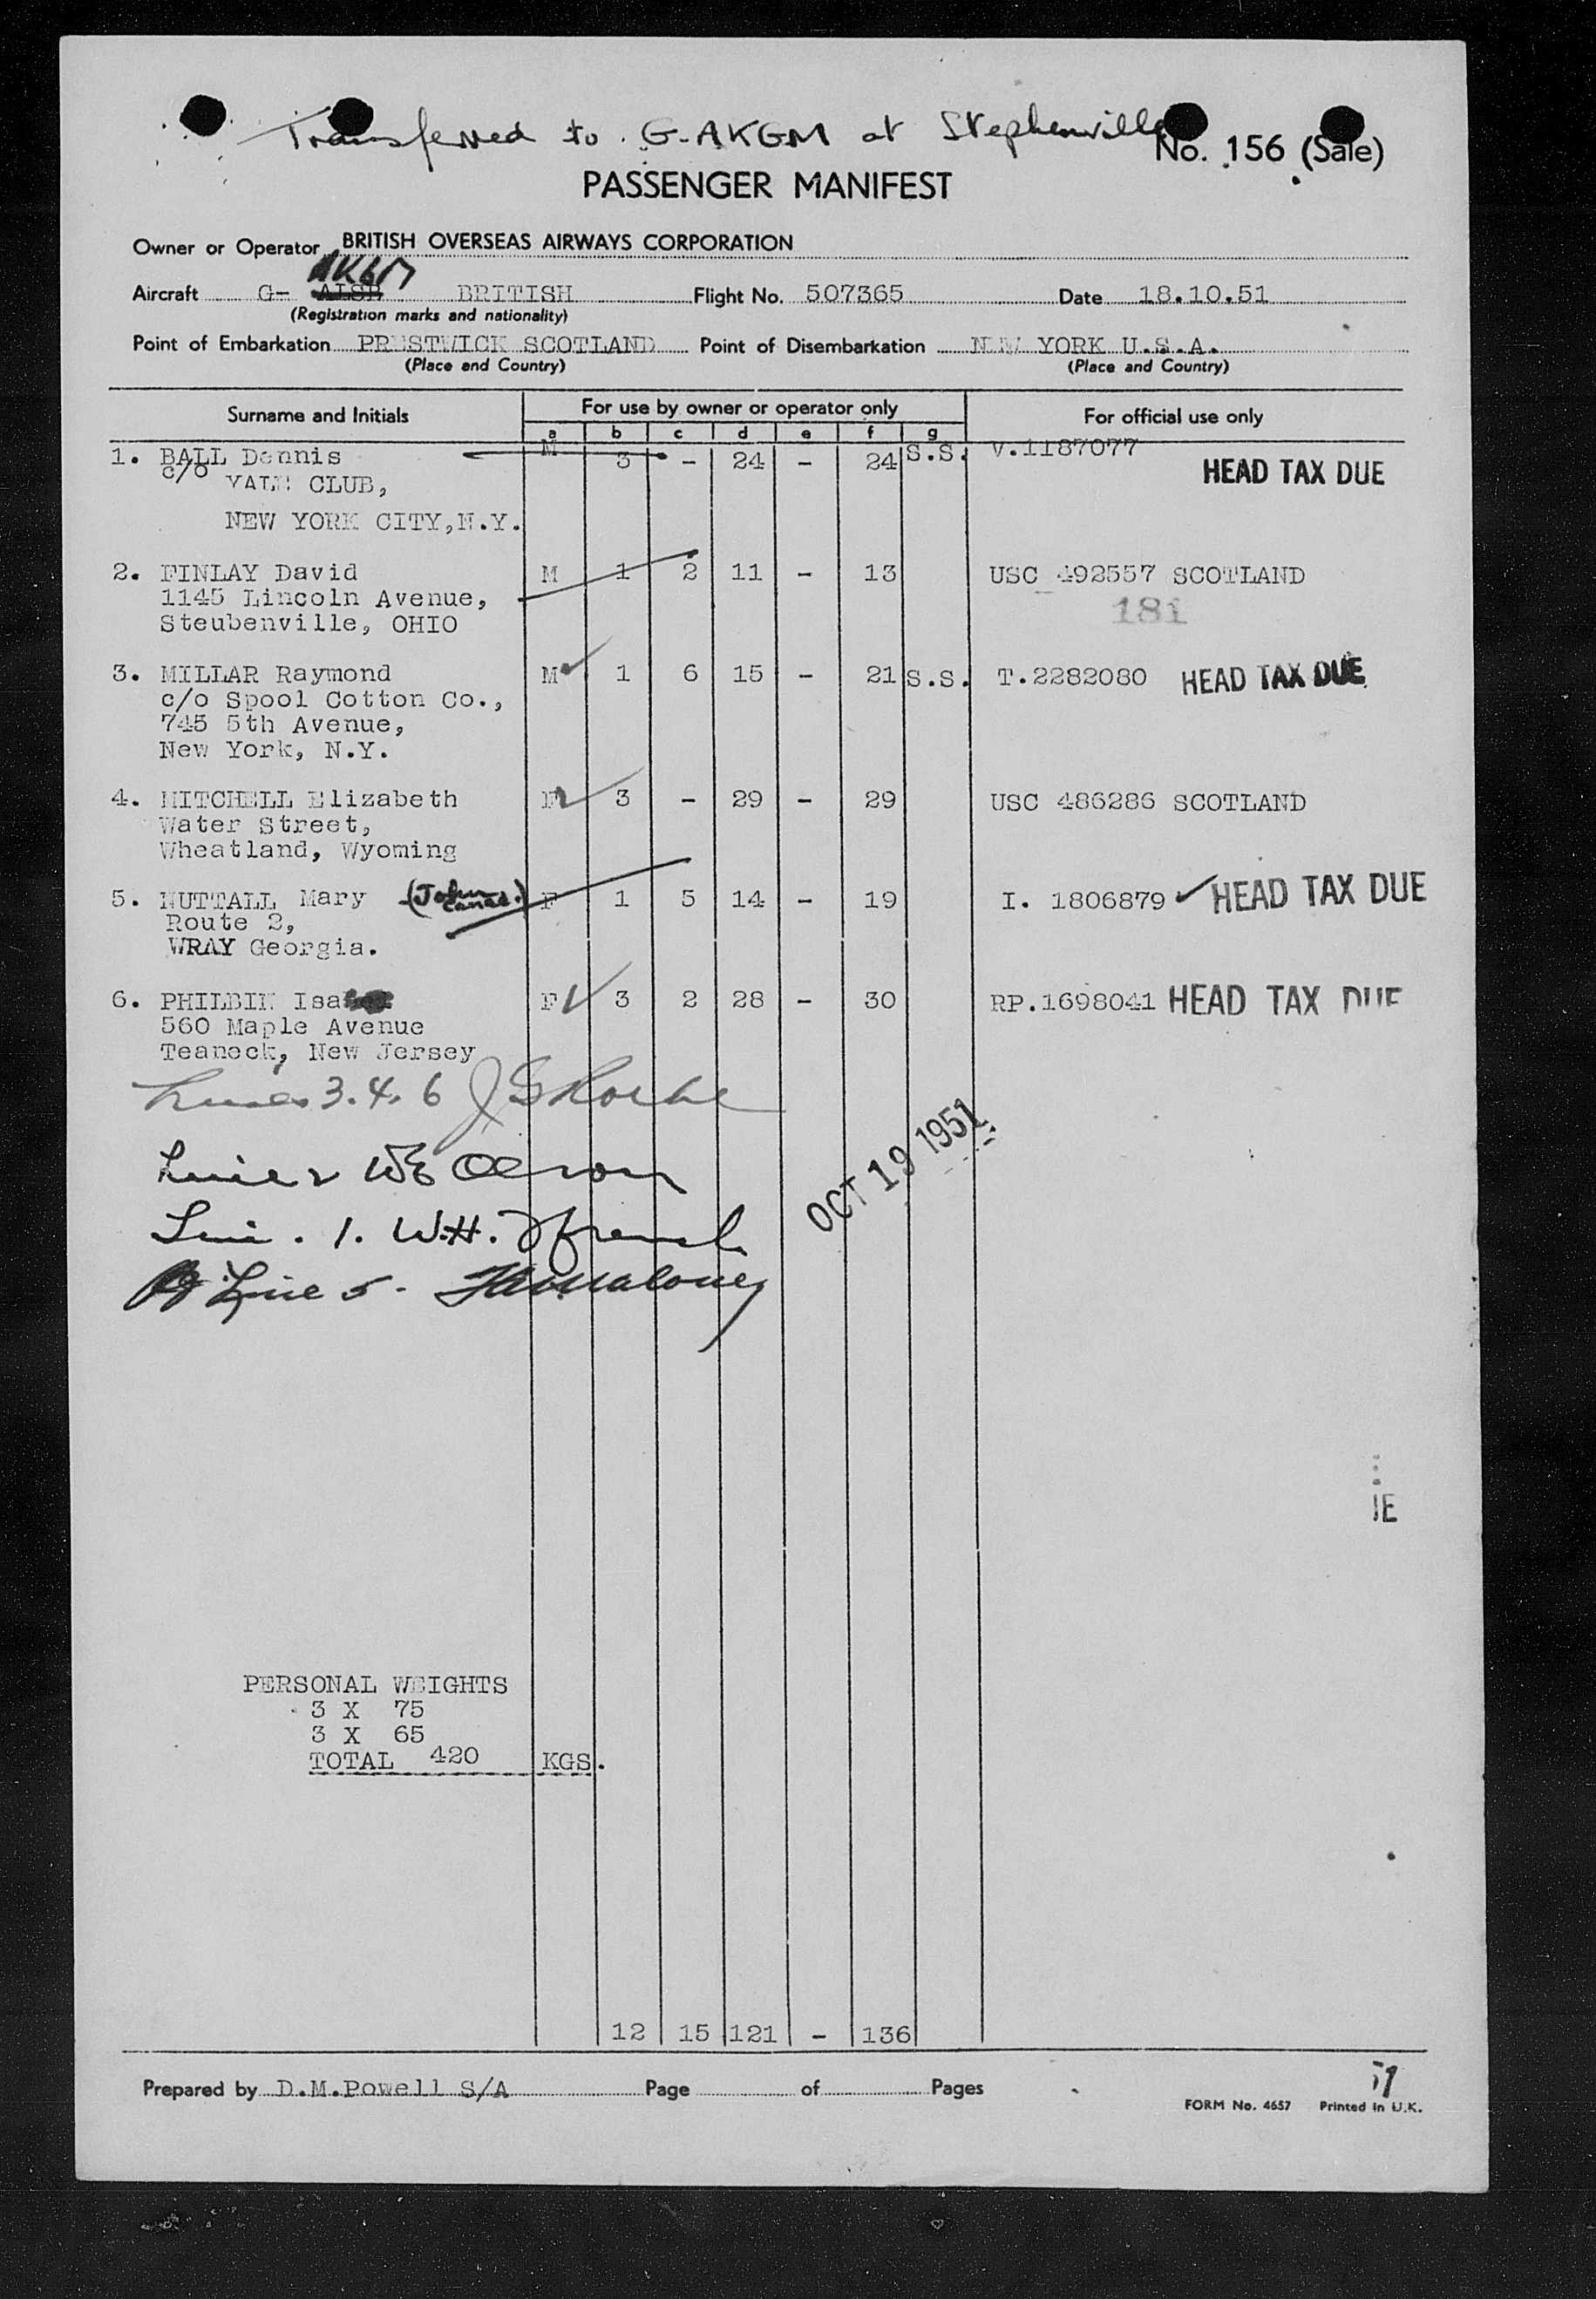 Transferred to G-AKGM at Stephenville
No. 156 (Sale)
PASSENGER MANIFEST
Owner or Operator BRITISH OVERSEAS AIRWAYS CORPORATION
AKGM
Aircraft G- BRITISH Flight No. 507365 Date 18.10.51
(Registration marks and nationality)
Point of Embarkation PRESTWICK SCOTLAND Point of Disembarkation NEW YORK U.S.A.
(Place and Country) (Place and Country)
Surname and Initials For use by owner or operator only For official use only
a b c d e f g
1. BALL Dennis M 3 - 24 - 24 S.S. V.1187077
c/o YALE CLUB, HEAD TAX DUE
NEW YORK CITY, N.Y.
2. FINLAY David M 1 2 11 - 13 USC 492557 SCOTLAND
1145 Lincoln Avenue, 181
Steubenville, OHIO
3. MILLAR Raymond M 1 6 15 - 21 S.S. T.2282080 HEAD TAX DUE
c/o Spool Cotton Co.,
745 5th Avenue,
New York, N.Y.
4. MITCHELL Elizabeth F 3 - 29 - 29 USC 486286 SCOTLAND
Water Street,
Wheatland, Wyoming
5. NUTTALL Mary (John F 1 5 14 - 19 I. 1806879 ✓ HEAD TAX DUE
Route 2,
WRAY Georgia.
6. PHILBIN F 3 2 28 - 30 RP.1698041 HEAD TAX DUE
560 Maple Avenue
Teaneck, New Jersey
Lines 3.4.6
Line 2 WE Olson
OCT 19 1951
Line . 1. W.H. French
Line 5. Maloney
IE
PERSONAL WEIGHTS
3 X 75
3 X 65
TOTAL 420 KGS.
12 15 121 - 136
Prepared by D.M.Powell S/A Page of Pages
FORM No. 4657 Printed in U.K.